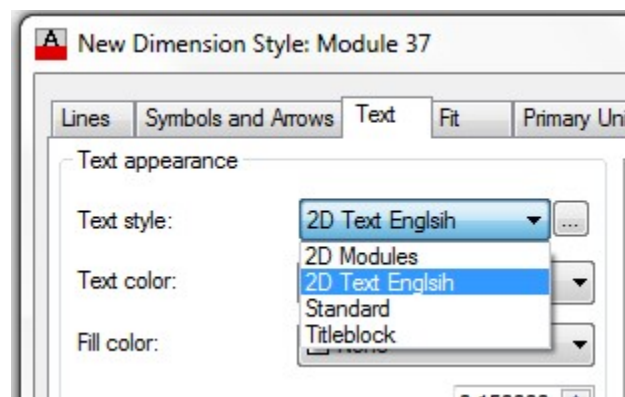 New Dimension Style: Module 37
Lines Symbols and Arrows Text Fit Primary Uni
Text appearance
Text style: 2D Text Englsih ...
2D Modules
Text color: 2D Text Englsih
Standard
Fill color: Titleblock